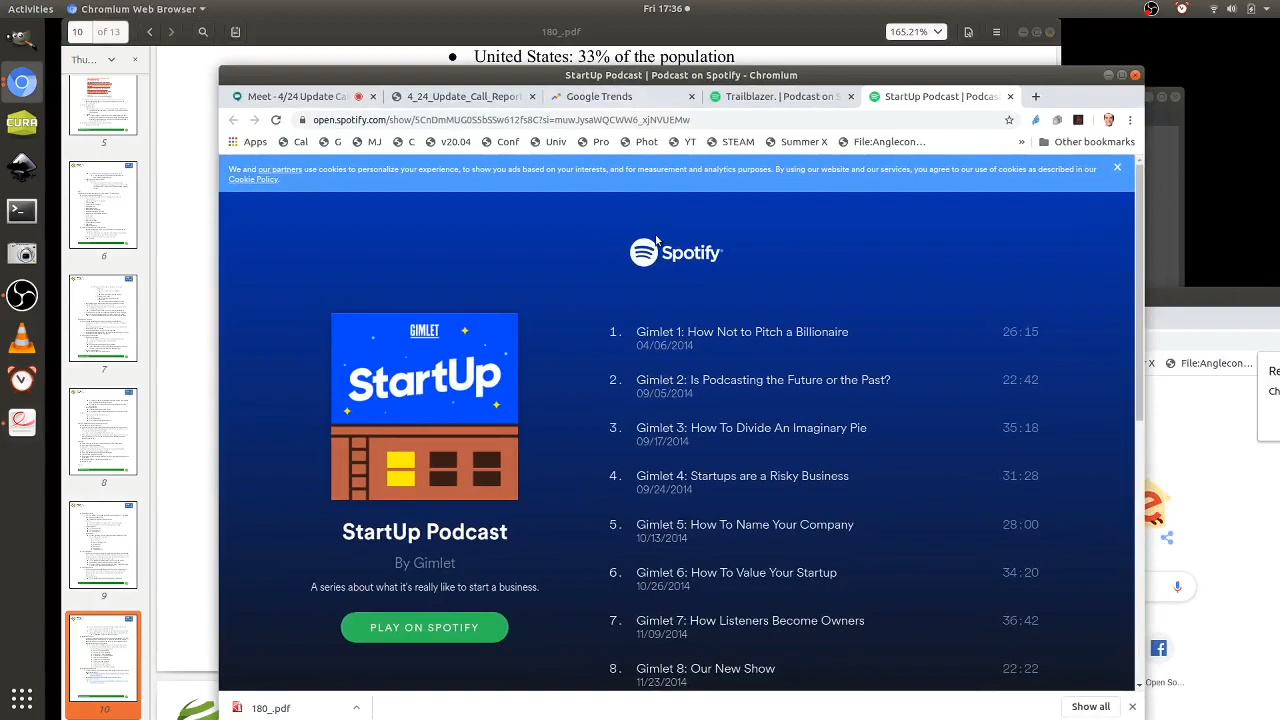 Activities
Chromium Web Browser
Fri 17:36
10 of 13
180_.pdf
165.21%
Thu...
● United States: 33% of the population
StartUp Podcast | Podcast on Spotify - Chromium
Meet - 4/24 Update Ca
4_24_Update_Call_Repor
Google Trends
Trailblazer. | Podcast on S
StartUp Podcast | Podcas
Apps
Cal
G
MJ
C
v20.04
Conf
Univ
Pro
Phot
YT
STEAM
Summer X
File:Anglecon...
»
Other bookmarks
We and our partners use cookies to personalize your experience, to show you ads based on your interests, and for measurement and analytics purposes. By using our website and our services, you agree to our use of cookies as described in our
Cookie Policy.
Spotify
GIMLET
StartUp
StartUp Podcast
By Gimlet
A series about what it's really like to start a business.
PLAY ON SPOTIFY
1. Gimlet 1: How Not to Pitch a Billionaire 26:15
04/06/2014
2. Gimlet 2: Is Podcasting the Future or the Past? 22:42
09/05/2014
3. Gimlet 3: How To Divide An Imaginary Pie 35:18
09/17/2014
4. Gimlet 4: Startups are a Risky Business 31:28
09/24/2014
5. Gimlet 5: How To Name Your Company 28:00
10/13/2014
6. Gimlet 6: How To Value Your Startup 34:20
10/26/2014
7. Gimlet 7: How Listeners Become Owners 36:42
11/09/2014
8. Gimlet 8: Our New Show 22:22
11/23/2014
180_.pdf
Show all
5
6
7
8
9
10
CURA
X
File:Anglecon...
Re
Ch
e
Open So...